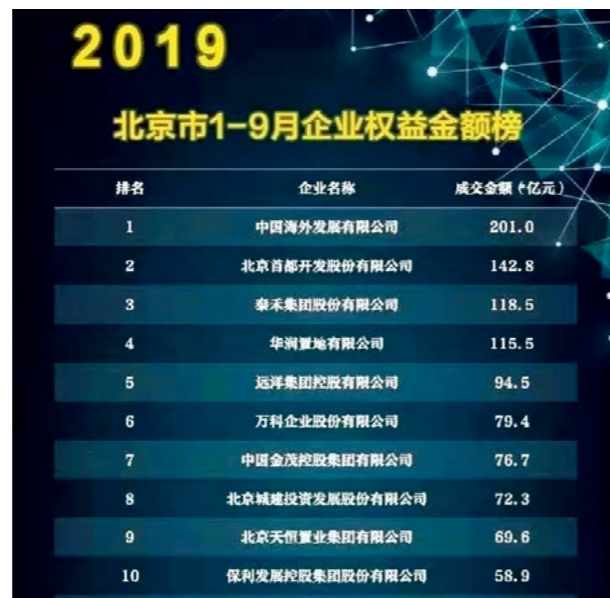 2019
北京市1-9月企业权益金额榜
排名 企业名称 成交金额（亿元）
1 中国海外发展有限公司 201.0
2 北京首都开发股份有限公司 142.8
3 泰禾集团股份有限公司 118.5
4 华润置地有限公司 115.5
5 远洋集团控股有限公司 94.5
6 万科企业股份有限公司 79.4
7 中国金茂控股集团有限公司 76.7
8 北京城建投资发展股份有限公司 72.3
9 北京天恒置业集团有限公司 69.6
10 保利发展控股集团股份有限公司 58.9